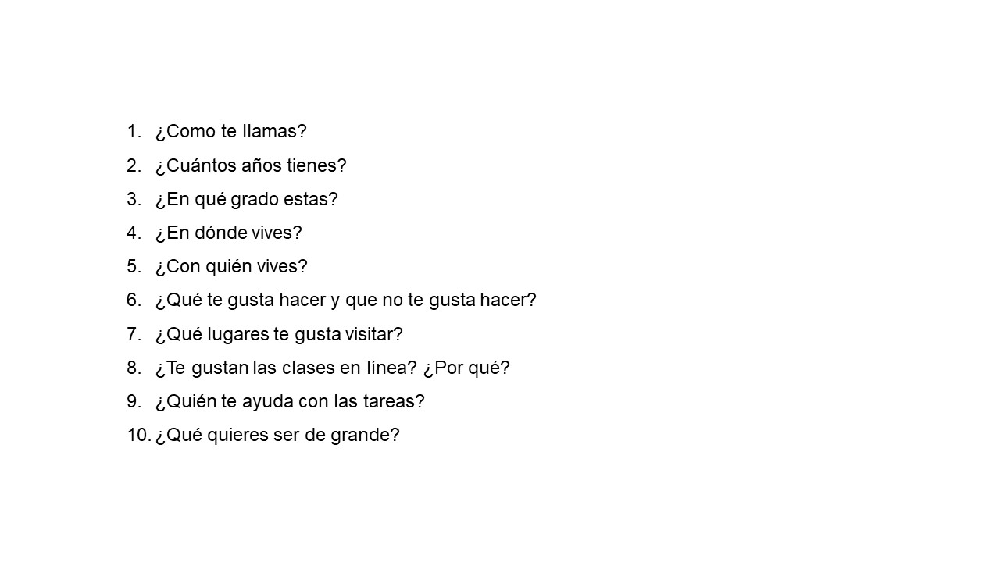 1. ¿Como te llamas?
2. ¿Cuántos años tienes?
3. ¿En qué grado estas?
4. ¿En dónde vives?
5. ¿Con quién vives?
6. ¿Qué te gusta hacer y que no te gusta hacer?
7. ¿Qué lugares te gusta visitar?
8. ¿Te gustan las clases en línea? ¿Por qué?
9. ¿Quién te ayuda con las tareas?
10. ¿Qué quieres ser de grande?